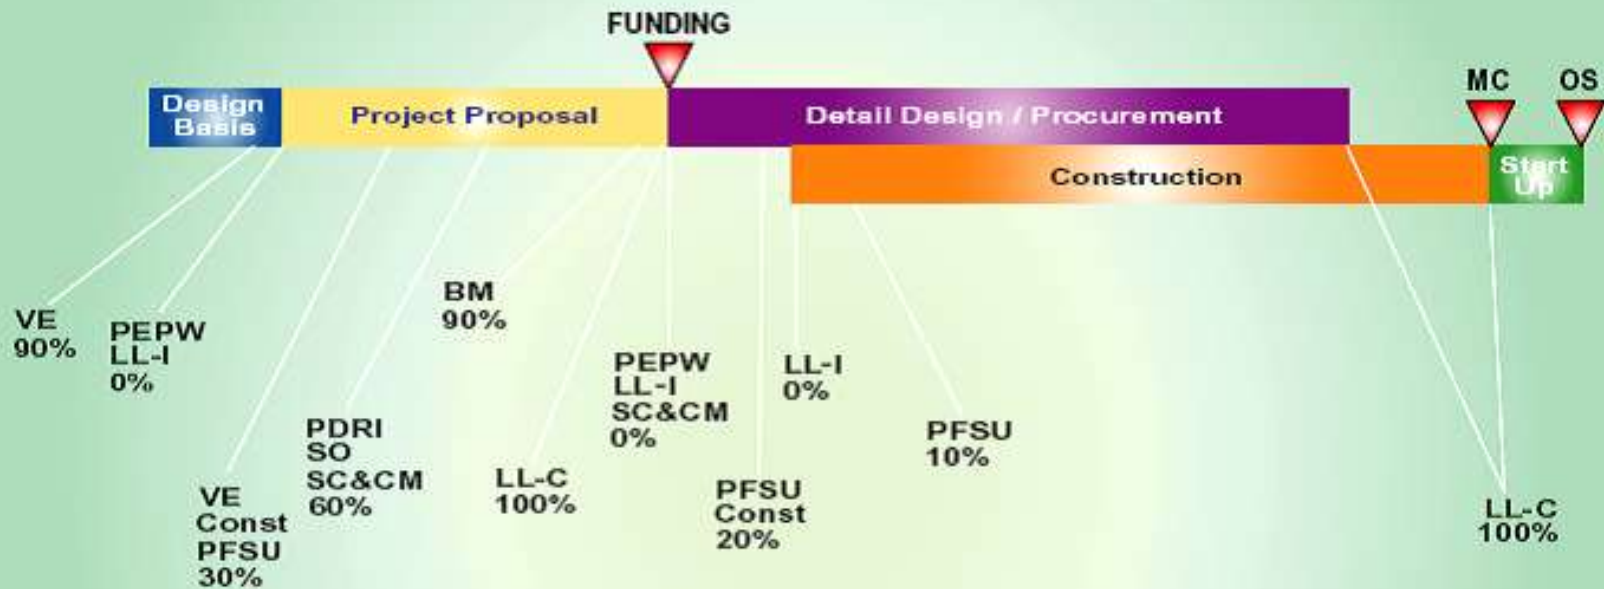 FUNDING
MC
OS
Design
Basis
Project Proposal
Detail Design / Procurement
Construction
Start
Up
VE
90%
PEPW
LL-I
0%
VE
Const
PFSU
30%
PDRI
SO
SC&CM
60%
BM
90%
LL-C
100%
PEPW
LL-I
SC&CM
0%
PFSU
Const
20%
LL-I
0%
PFSU
10%
LL-C
100%